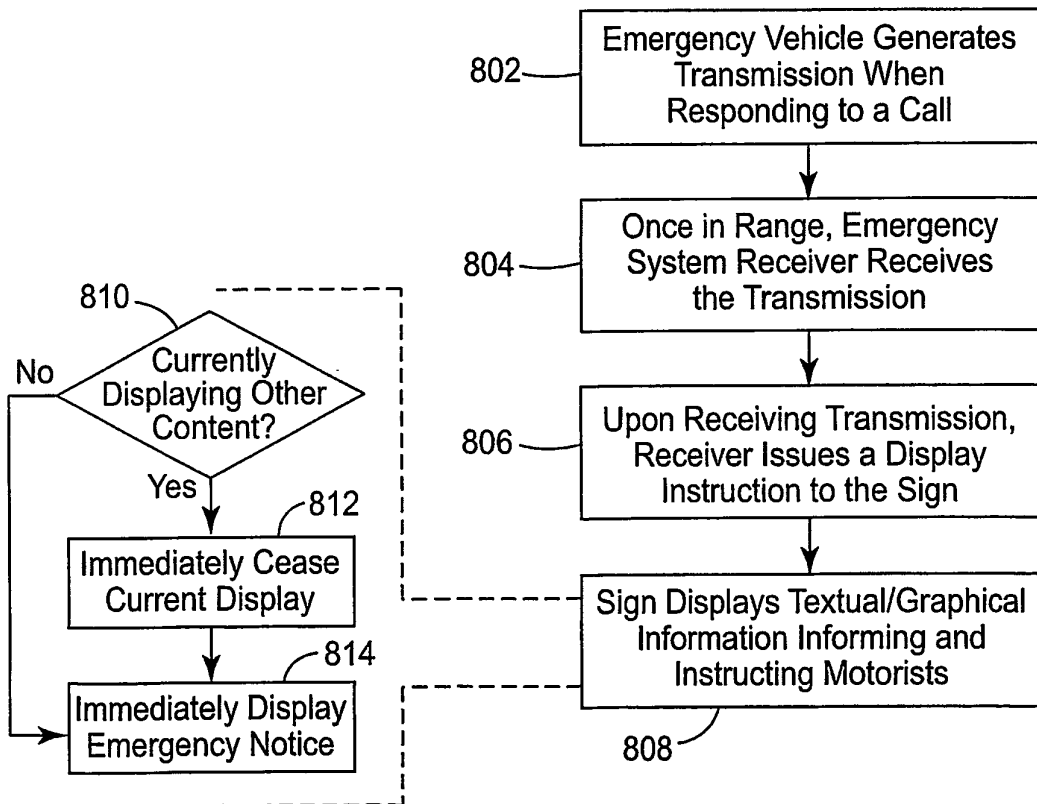 802
Emergency Vehicle Generates
Transmission When
Responding to a Call
804
Once in Range, Emergency
System Receiver Receives
the Transmission
806
Upon Receiving Transmission,
Receiver Issues a Display
Instruction to the Sign
Sign Displays Textual/Graphical
Information Informing and
Instructing Motorists
808
810
Currently
Displaying Other
Content?
No
Yes
812
Immediately Cease
Current Display
814
Immediately Display
Emergency Notice